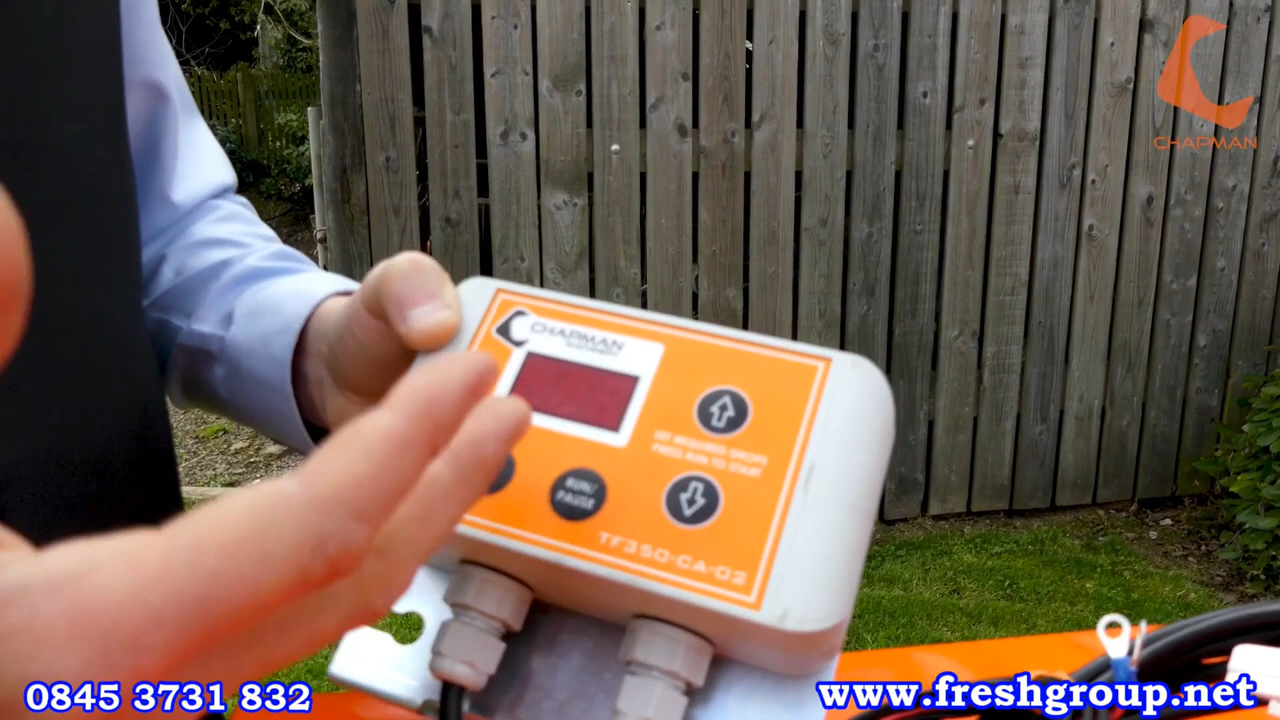 CHAPMAN
CHAPMAN
SET REQUIRED DROPS
PRESS RUN TO START
RUN/
PAUSE
TF350-CA-02
0845 3731 832
www.freshgroup.net